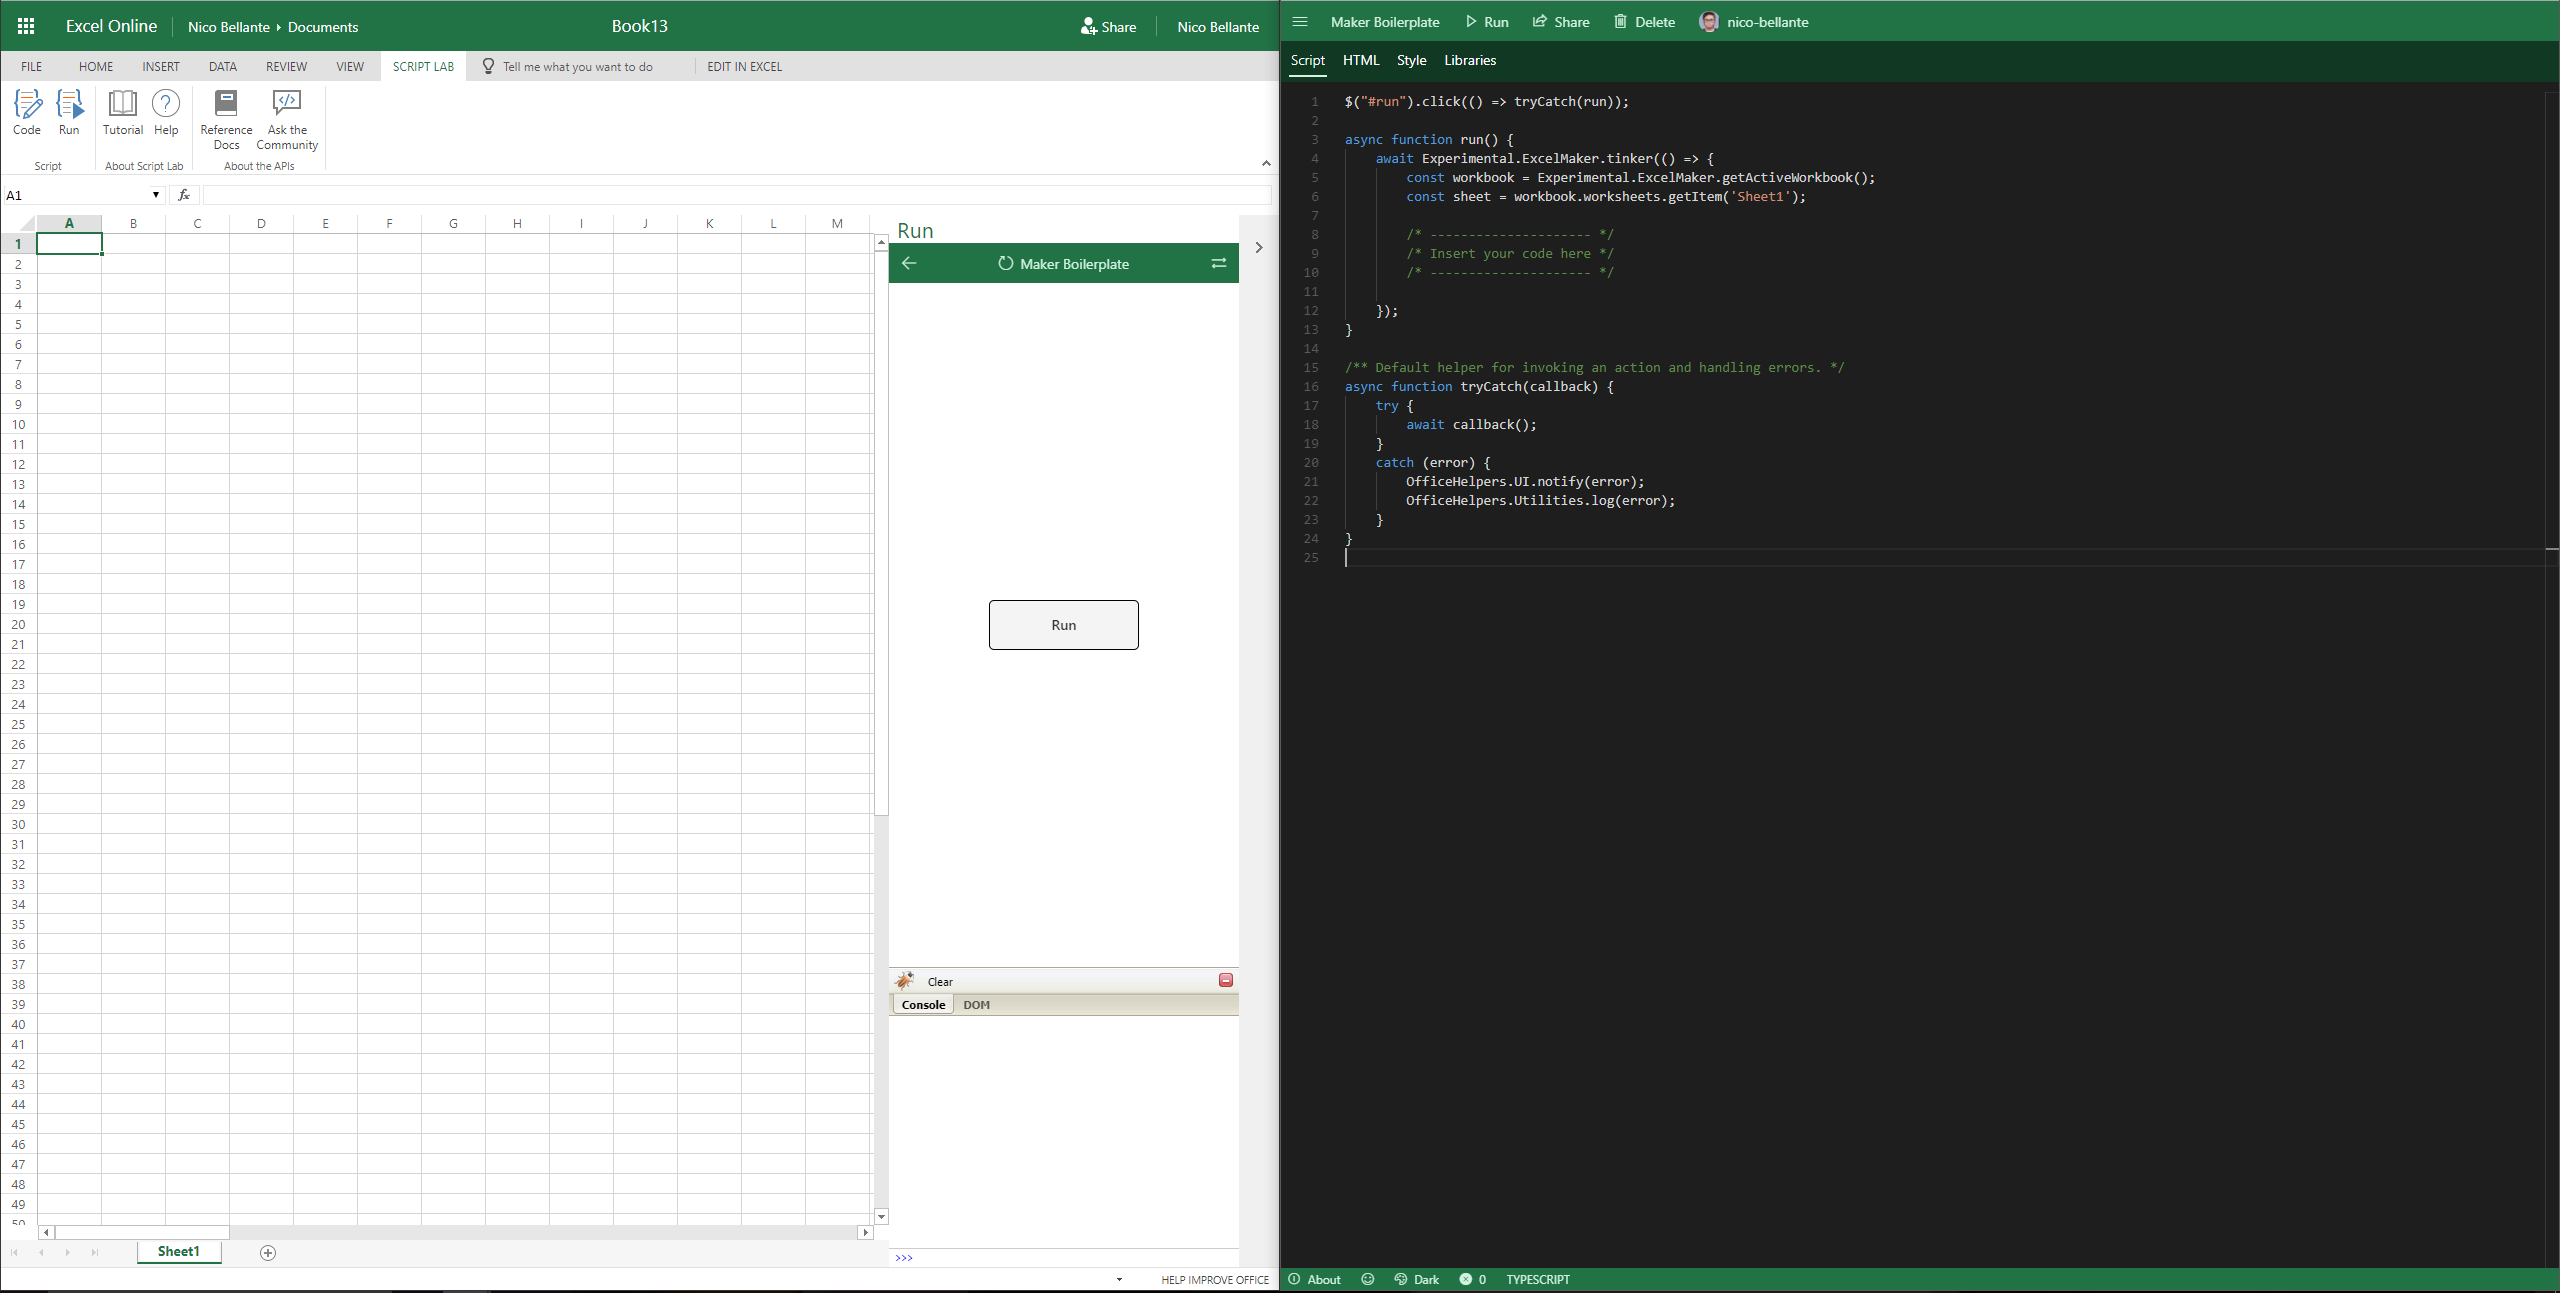 Excel Online Nico Bellante Documents Book13 Share Nico Bellante
FILE HOME INSERT DATA REVIEW VIEW SCRIPT LAB Tell me what you want to do EDIT IN EXCEL
Code Run Tutorial Help Reference Docs Ask the Community
Script About Script Lab About the APIs
A1 fx
A B C D E F G H I J K L M
1
2
3
4
5
6
7
8
9
10
11
12
13
14
15
16
17
18
19
20
21
22
23
24
25
26
27
28
29
30
31
32
33
34
35
36
37
38
39
40
41
42
43
44
45
46
47
48
49
50
Sheet1
Run
Maker Boilerplate
Run
Clear
Console DOM
>>>
HELP IMPROVE OFFICE
Maker Boilerplate Run Share Delete nico-bellante
Script HTML Style Libraries
1 $("#run").click(() => tryCatch(run));
2
3 async function run() {
4 await Experimental.ExcelMaker.tinker(() => {
5 const workbook = Experimental.ExcelMaker.getActiveWorkbook();
6 const sheet = workbook.worksheets.getItem('Sheet1');
7
8 /* --------------------- */
9 /* Insert your code here */
10 /* --------------------- */
11
12 });
13 }
14
15 /** Default helper for invoking an action and handling errors. */
16 async function tryCatch(callback) {
17 try {
18 await callback();
19 }
20 catch (error) {
21 OfficeHelpers.UI.notify(error);
22 OfficeHelpers.Utilities.log(error);
23 }
24 }
25
About Dark 0 TYPESCRIPT